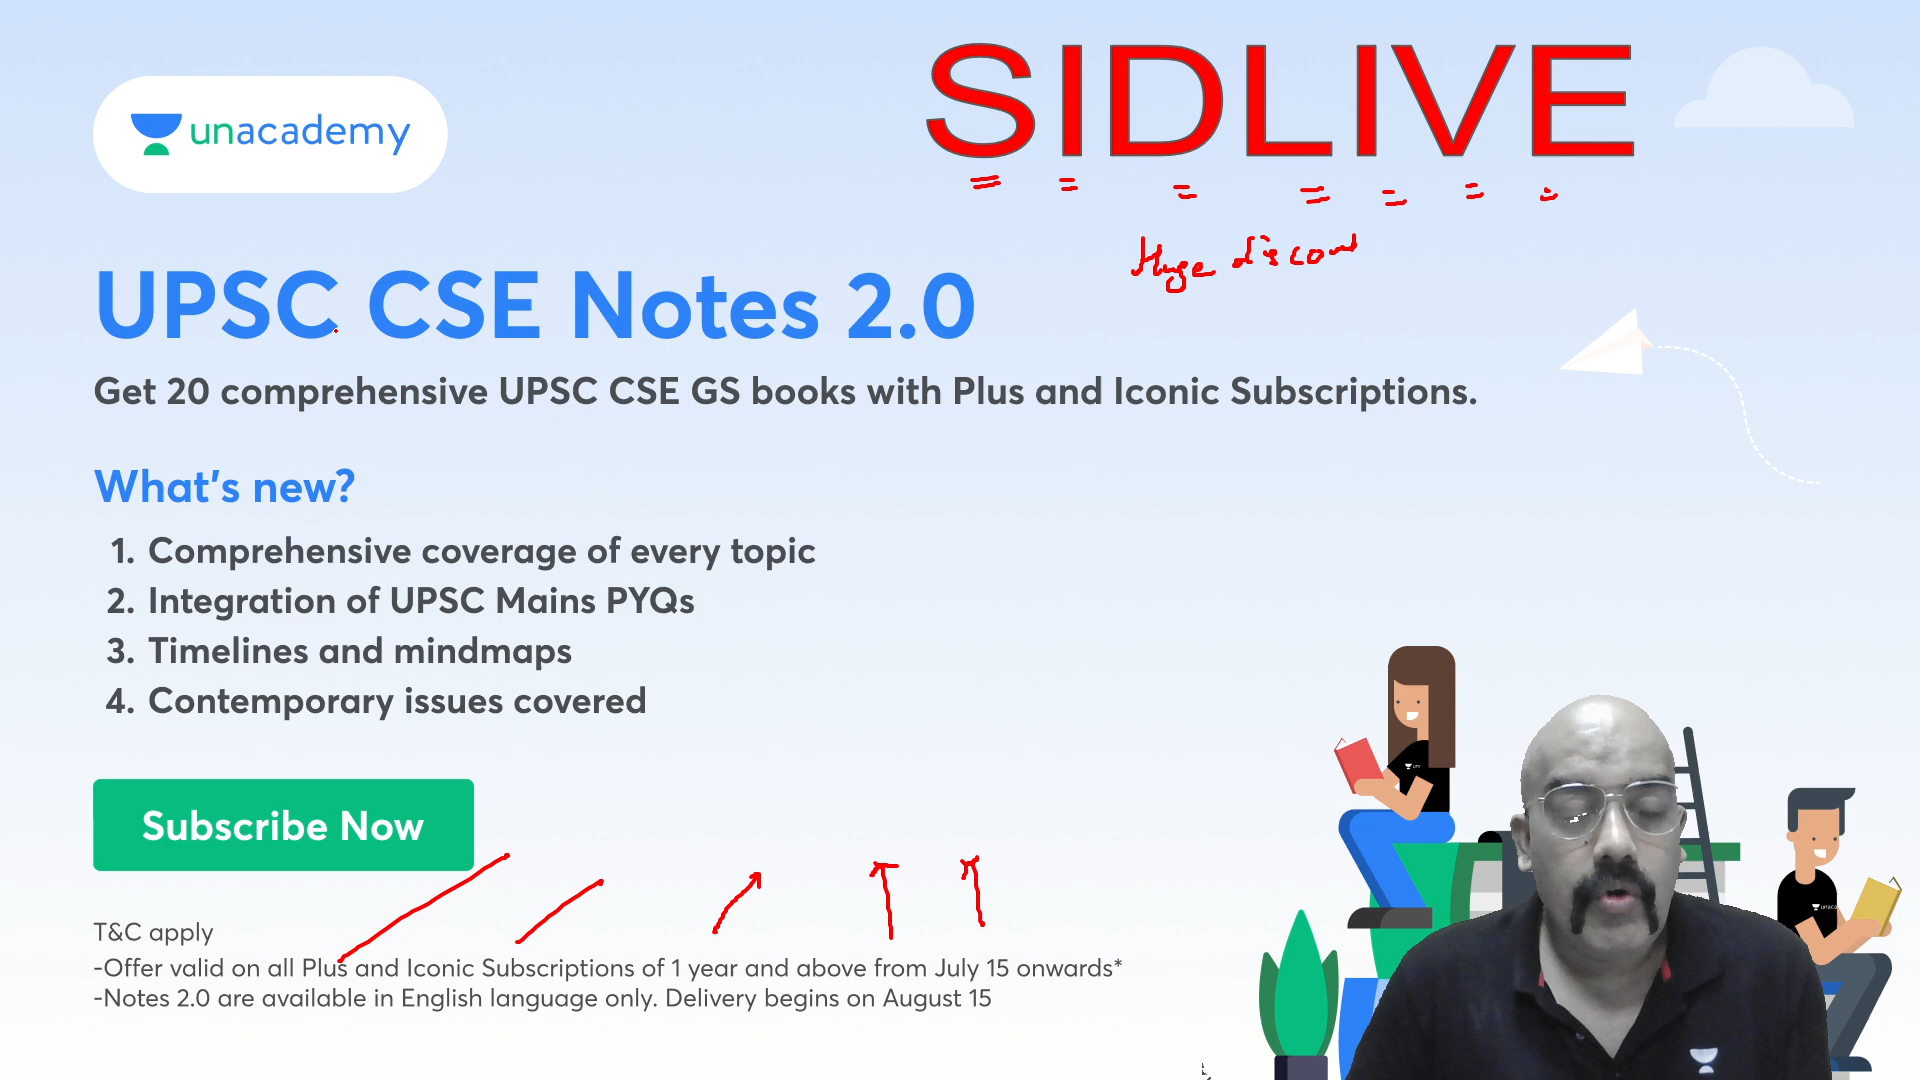 SIDLIVE
unacademy
Huge discount
UPSC CSE Notes 2.0
Get 20 comprehensive UPSC CSE GS books with Plus and Iconic Subscriptions.
What's new?
1. Comprehensive coverage of every topic
2. Integration of UPSC Mains PYQs
3. Timelines and mindmaps
4. Contemporary issues covered
Subscribe Now
T&C apply
-Offer valid on all Plus and Iconic Subscriptions of 1 year and above from July 15 onwards*
-Notes 2.0 are available in English language only. Delivery begins on August 15